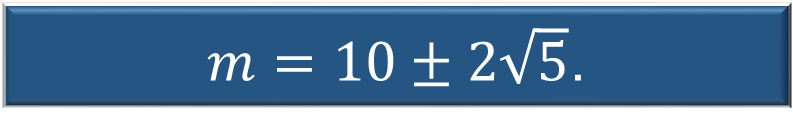 m = 10 ± 2√5.